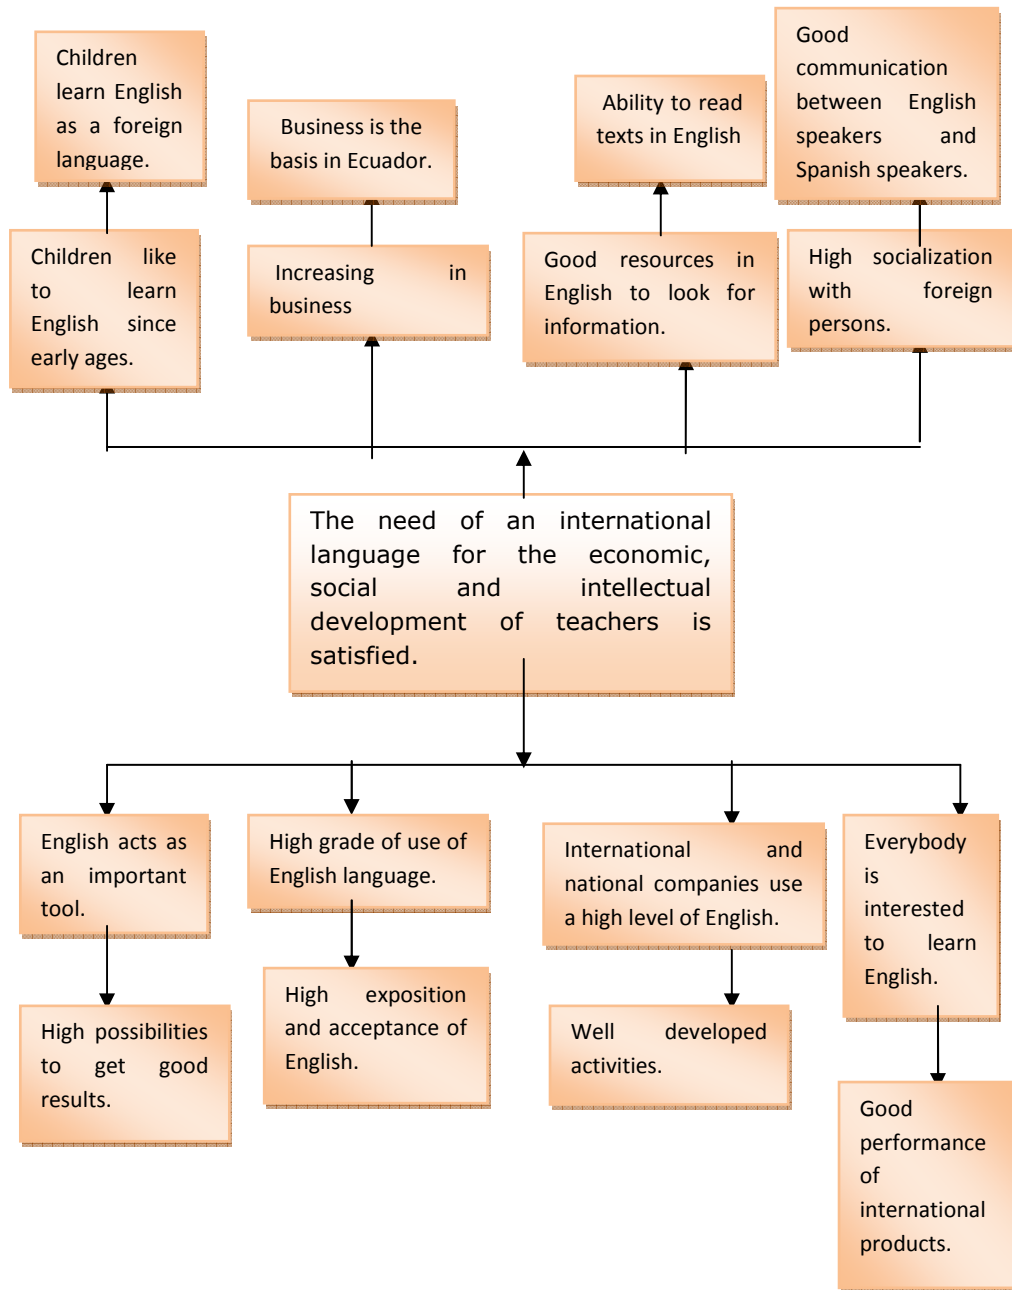 Children
learn English
as a foreign
language.
Business is the
basis in Ecuador.
Ability to read
texts in English
Good
communication
between English
speakers and
Spanish speakers.
Children like
to learn
English since
early ages.
Increasing in
business
Good resources in
English to look for
information.
High socialization
with foreign
persons.
The need of an international
language for the economic,
social and intellectual
development of teachers is
satisfied.
English acts as
an important
tool.
High grade of use of
English language.
International and
national companies use
a high level of English.
Everybody
is
interested
to learn
English.
High possibilities
to get good
results.
High exposition
and acceptance of
English.
Well developed
activities.
Good
performance
of
international
products.